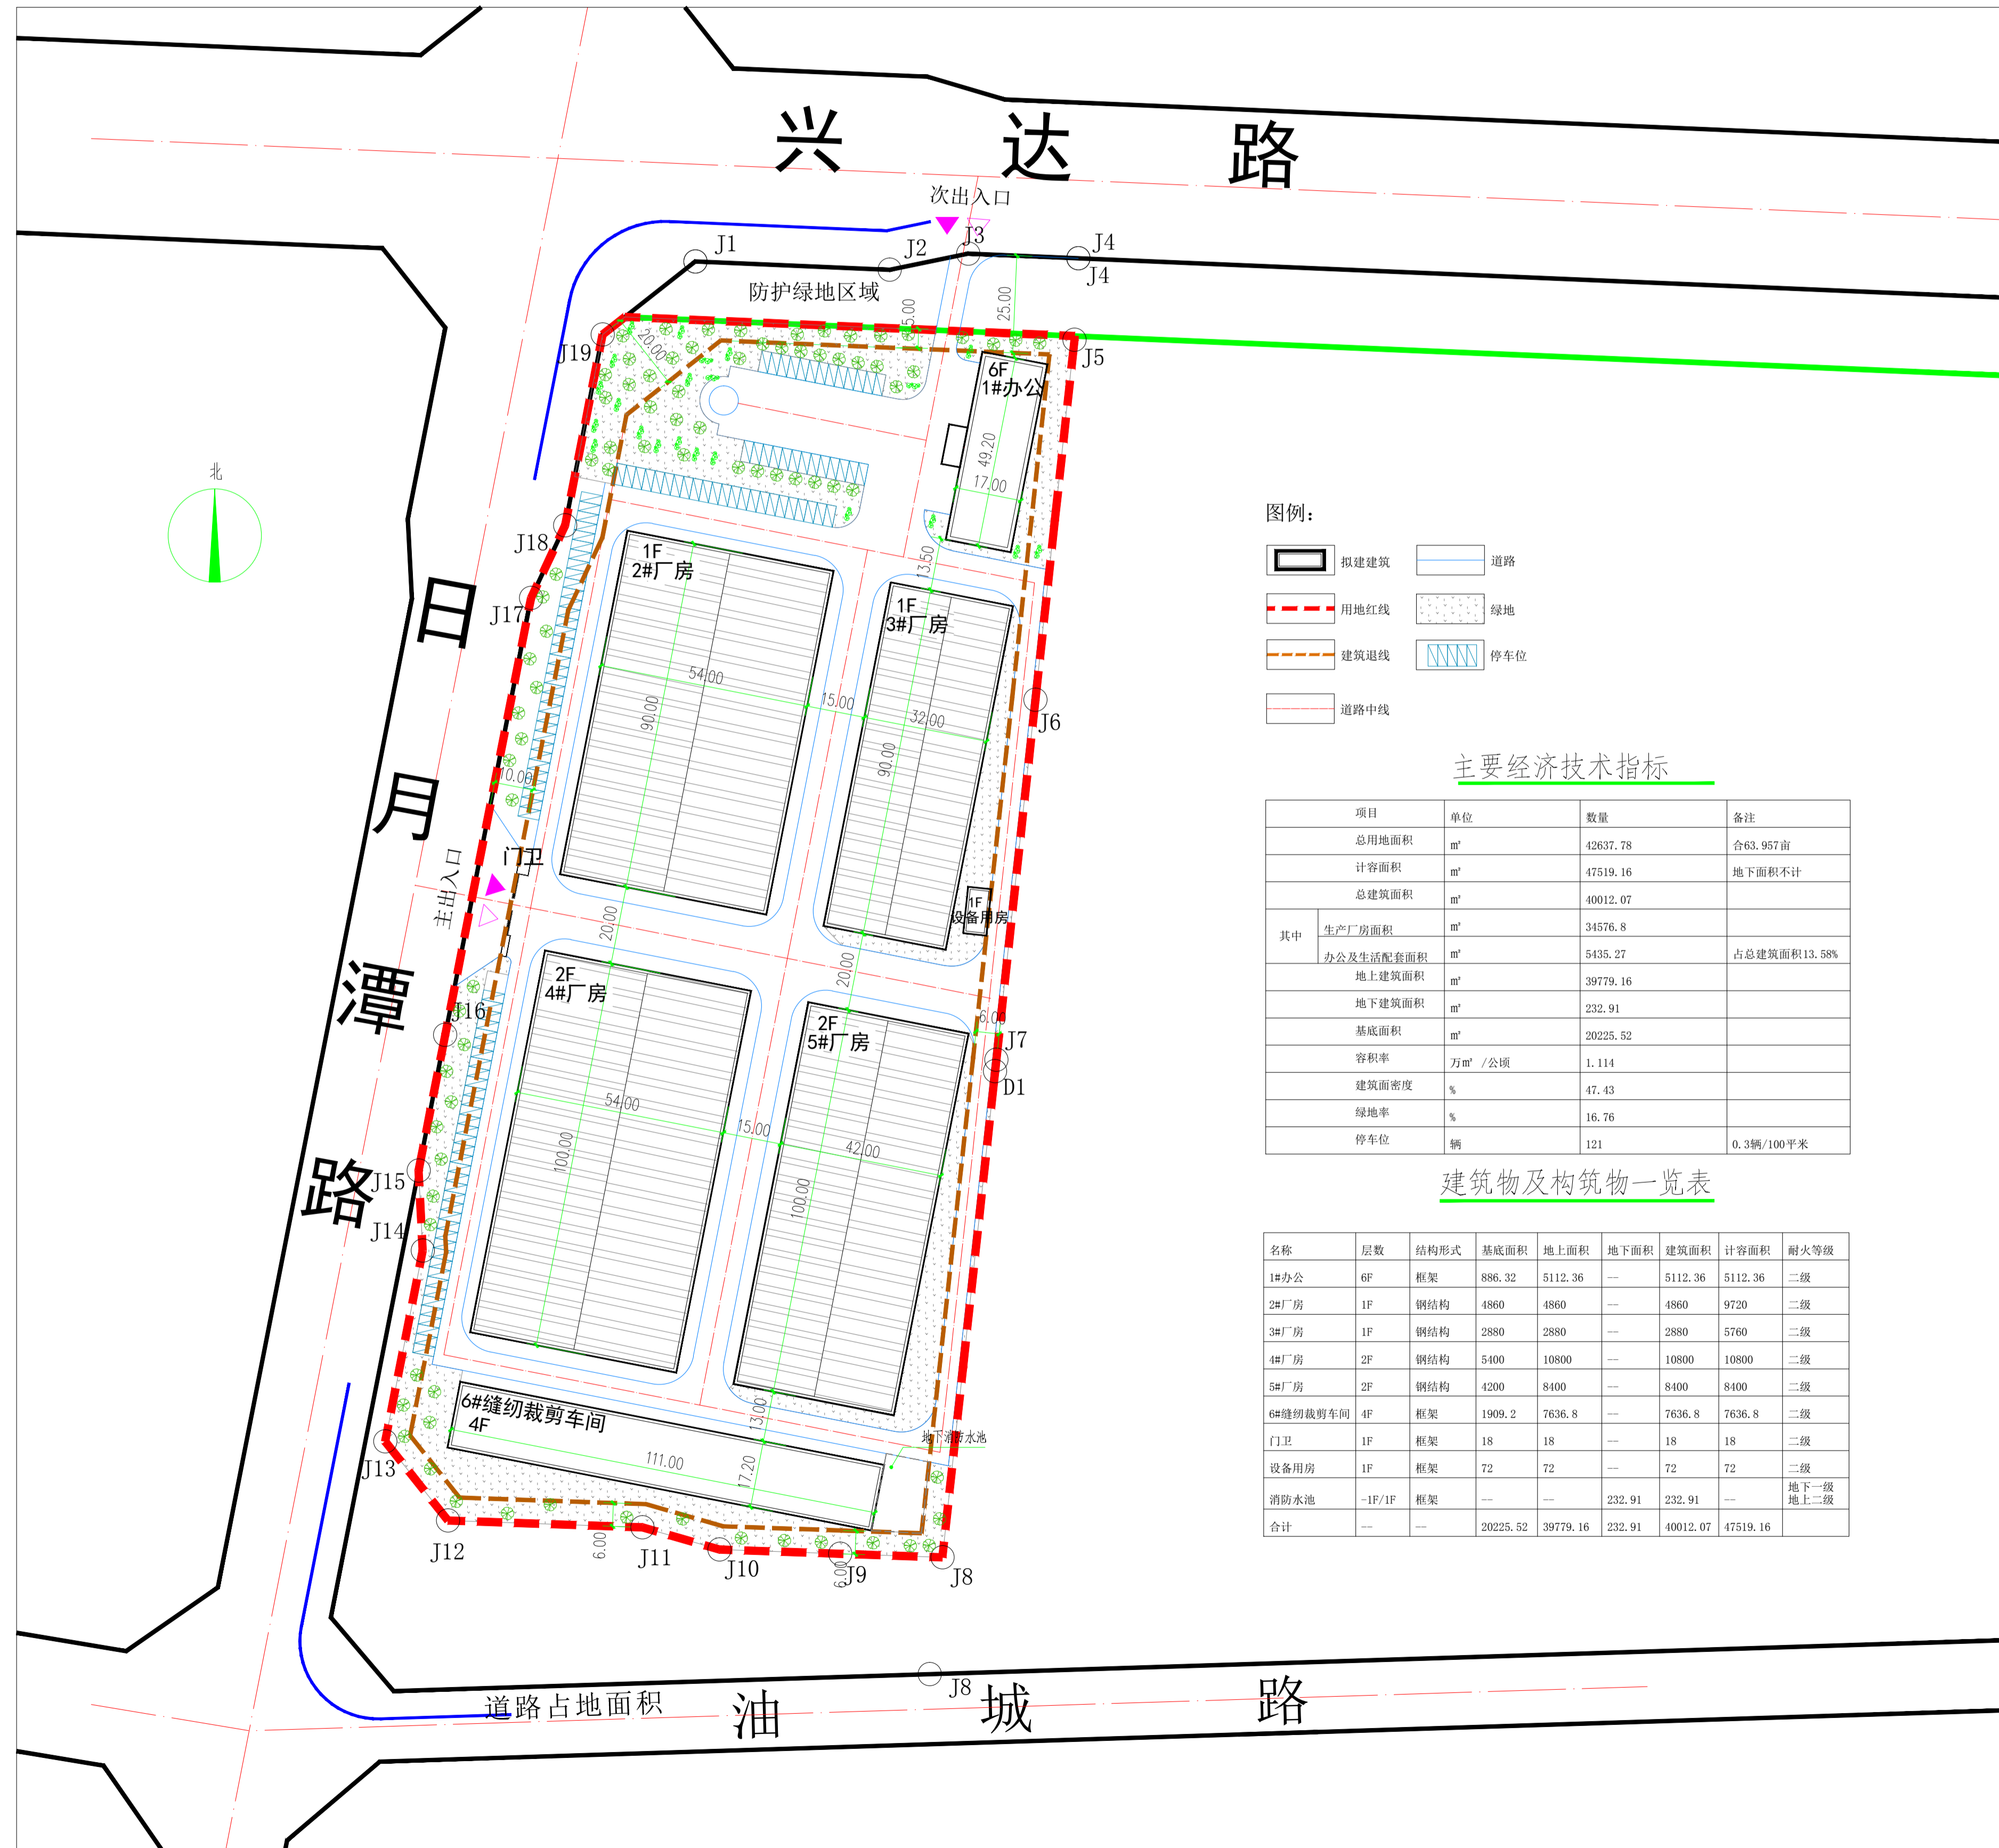 兴 达 路
次出入口
J1
J2
J3
J4
J4
防护绿地区域
5.00
25.00
J19
20.00
J5
6F
1#办公
49.20
17.00
北
J18
13.50
1F
2#厂房
1F
3#厂房
J17
54.00
90.00
15.00
32.00
90.00
J6
10.00
日月潭路
门卫
主出入口
1F
设备用房
20.00
20.00
2F
4#厂房
2F
5#厂房
6.00
J7
D1
J16
54.00
100.00
15.00
42.00
100.00
J15
J14
6#缝纫裁剪车间
4F
13.00
地下消防水池
111.00
17.20
J13
J12
6.00
J11
J10
6.00
J9
J8
J8
道路占地面积
油 城 路
图例:
拟建建筑 道路
用地红线 绿地
建筑退线 停车位
道路中线
主要经济技术指标
项目 单位 数量 备注
总用地面积 ㎡ 42637.78 合63.957亩
计容面积 ㎡ 47519.16 地下面积不计
总建筑面积 ㎡ 40012.07
其中 生产厂房面积 ㎡ 34576.8
办公及生活配套面积 ㎡ 5435.27 占总建筑面积13.58%
地上建筑面积 ㎡ 39779.16
地下建筑面积 ㎡ 232.91
基底面积 ㎡ 20225.52
容积率 万㎡ /公顷 1.114
建筑面密度 % 47.43
绿地率 % 16.76
停车位 辆 121 0.3辆/100平米
建筑物及构筑物一览表
名称 层数 结构形式 基底面积 地上面积 地下面积 建筑面积 计容面积 耐火等级
1#办公 6F 框架 886.32 5112.36 — 5112.36 5112.36 二级
2#厂房 1F 钢结构 4860 4860 — 4860 9720 二级
3#厂房 1F 钢结构 2880 2880 — 2880 5760 二级
4#厂房 2F 钢结构 5400 10800 — 10800 10800 二级
5#厂房 2F 钢结构 4200 8400 — 8400 8400 二级
6#缝纫裁剪车间 4F 框架 1909.2 7636.8 — 7636.8 7636.8 二级
门卫 1F 框架 18 18 — 18 18 二级
设备用房 1F 框架 72 72 — 72 72 二级
消防水池 -1F/1F 框架 — — 232.91 232.91 — 地下一级
地上二级
合计 — — 20225.52 39779.16 232.91 40012.07 47519.16